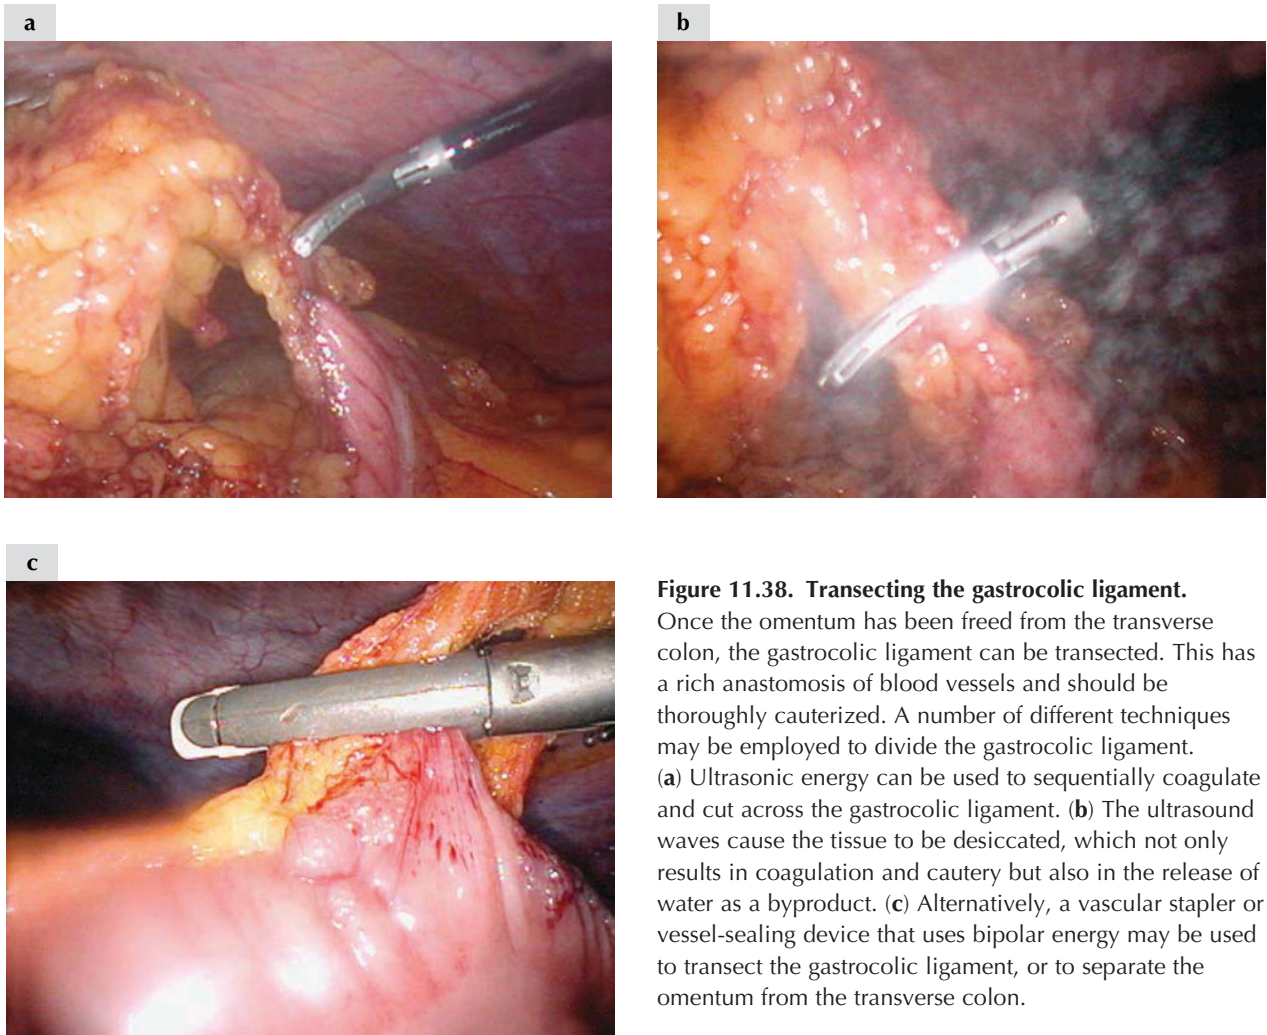 a
b
c
Figure 11.38. Transecting the gastrocolic ligament.
Once the omentum has been freed from the transverse
colon, the gastrocolic ligament can be transected. This has
a rich anastomosis of blood vessels and should be
thoroughly cauterized. A number of different techniques
may be employed to divide the gastrocolic ligament.
(a) Ultrasonic energy can be used to sequentially coagulate
and cut across the gastrocolic ligament. (b) The ultrasound
waves cause the tissue to be desiccated, which not only
results in coagulation and cautery but also in the release of
water as a byproduct. (c) Alternatively, a vascular stapler or
vessel-sealing device that uses bipolar energy may be used
to transect the gastrocolic ligament, or to separate the
omentum from the transverse colon.